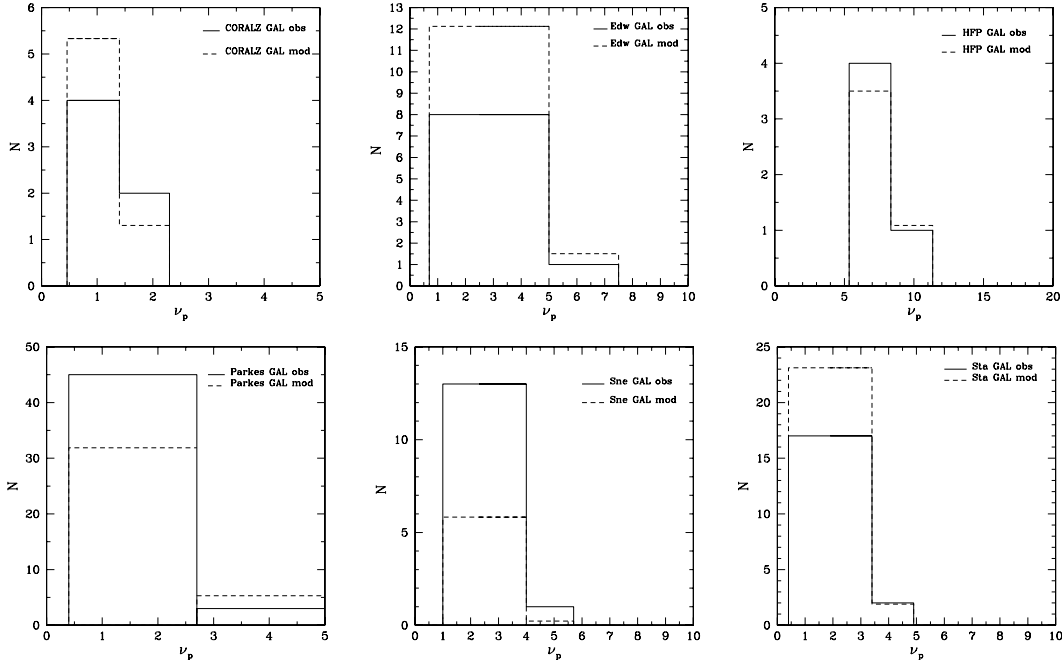 CORALZ GAL obs
CORALZ GAL mod
N
6
5
4
3
2
1
0
0 1 2 3 4 5
νp
Edw GAL obs
Edw GAL mod
N
13
12
11
10
9
8
7
6
5
4
3
2
1
0
0 1 2 3 4 5 6 7 8 9 10
νp
HFP GAL obs
HFP GAL mod
N
5
4
3
2
1
0
0 5 10 15 20
νp
Parkes GAL obs
Parkes GAL mod
N
50
40
30
20
10
0
0 1 2 3 4 5
νp
Sne GAL obs
Sne GAL mod
N
15
10
5
0
0 1 2 3 4 5 6 7 8 9 10
νp
Sta GAL obs
Sta GAL mod
N
25
20
15
10
5
0
0 1 2 3 4 5 6 7 8 9 10
νp